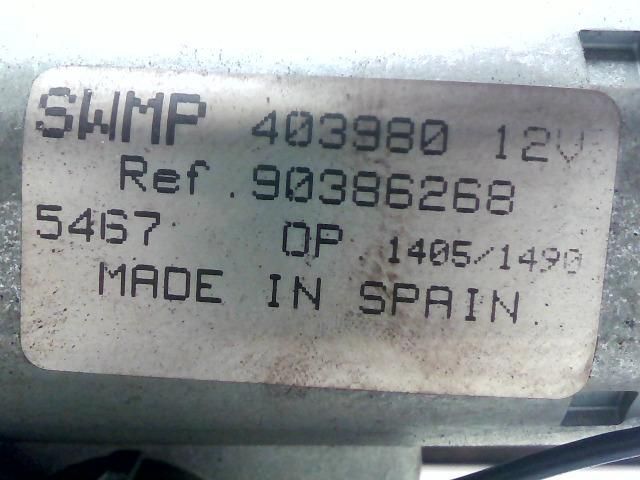 SWMP 403980 12V
Ref. 90386268
5467 OP. 1405/1490
MADE IN SPAIN.